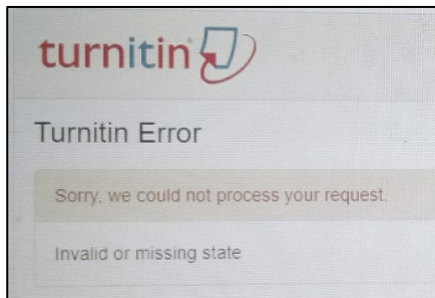 turnitin
Turnitin Error
Sorry, we could not process your request.
Invalid or missing state